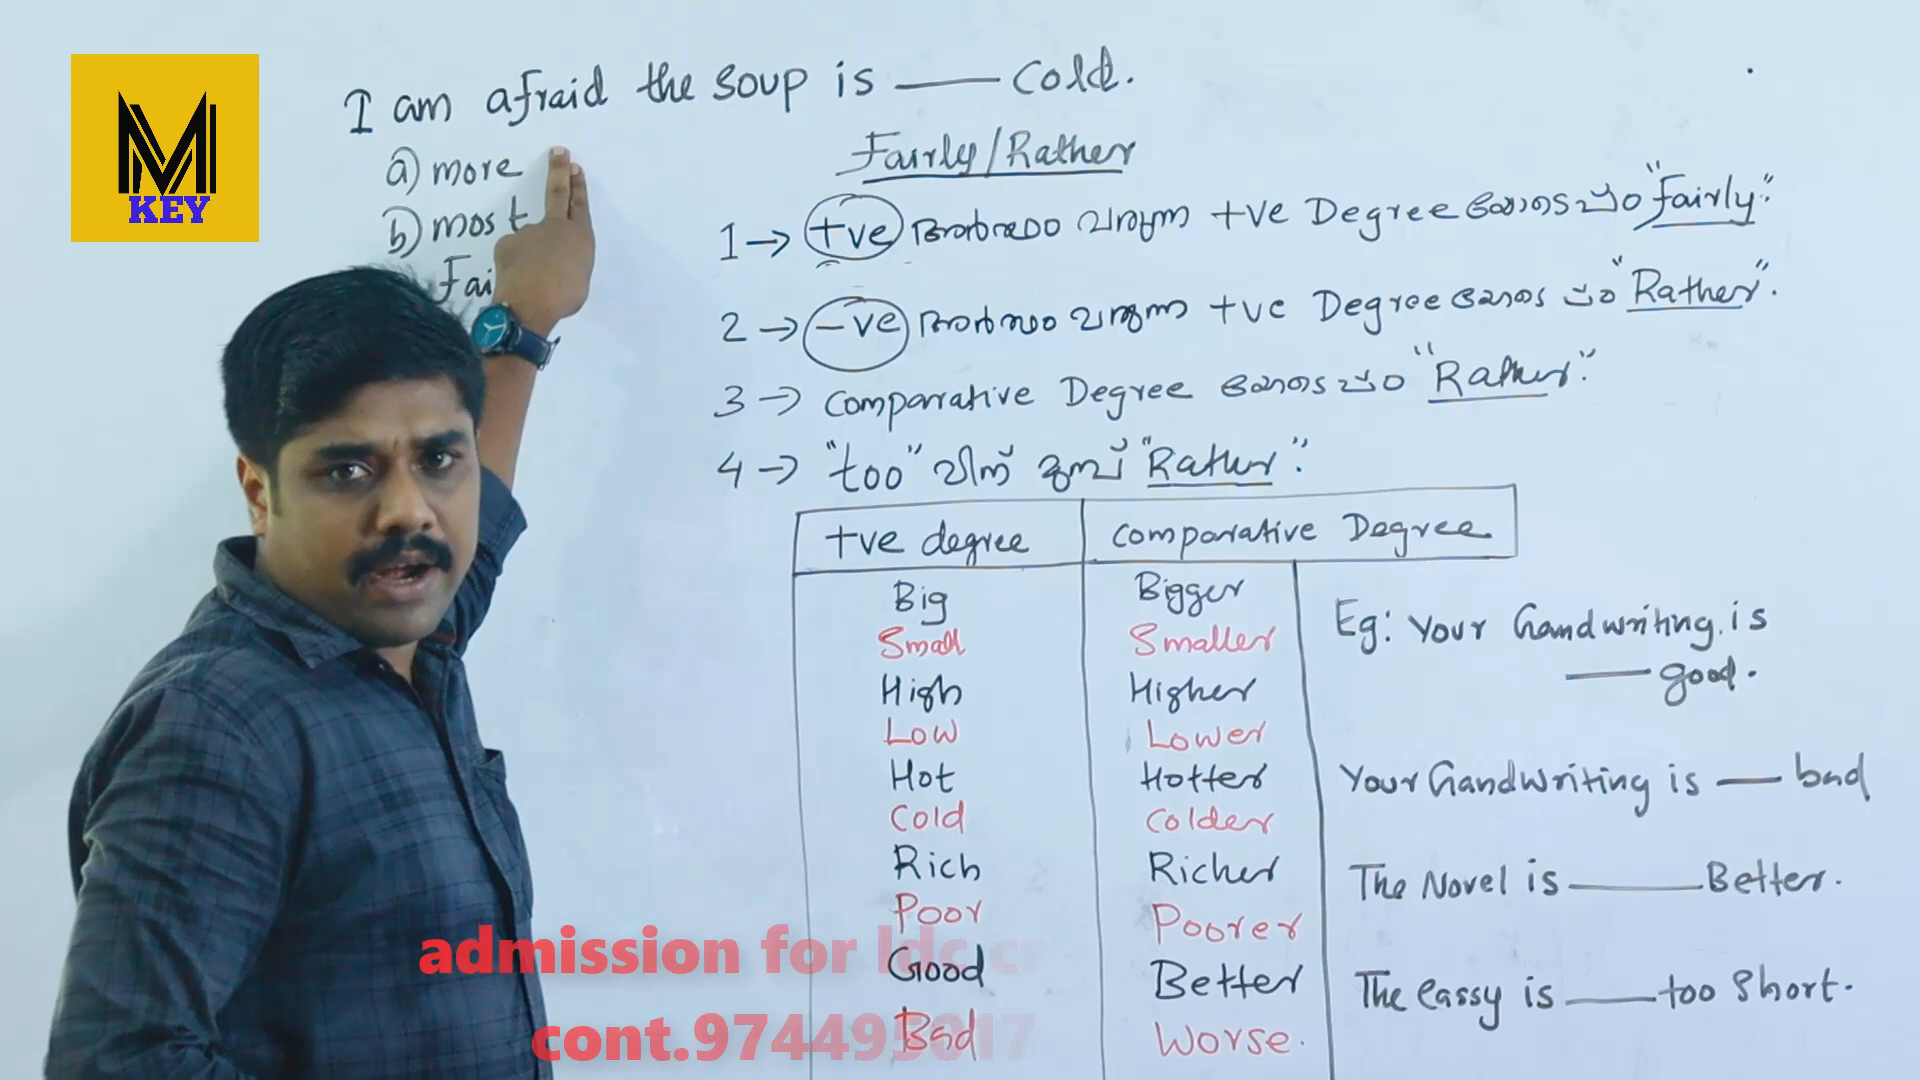 M
KEY
I am afraid the soup is —— cold.
a) more
b) most
Fai
Fairly/Rather
1→ +ve അർത്ഥം വരുന്ന +ve Degree യോടൊപ്പം "Fairly".
2→ -ve അർത്ഥം വരുന്ന +ve Degree യോടൊപ്പം "Rather".
3→ Comparative Degree യോടൊപ്പം "Rather".
4→ "too" വിന് മുമ്പ് "Rather".
+ve degree Comparative Degree
Big Bigger
Small Smaller
High Higher
Low Lower
Hot Hotter
Cold Colder
Rich Richer
Poor Poorer
Good Better
Bad Worse.
Eg: Your Handwriting is
—— good.
Your Handwriting is —— bad
The Novel is —— Better.
The eassy is —— too short.
admission for ldc
cont.974495017